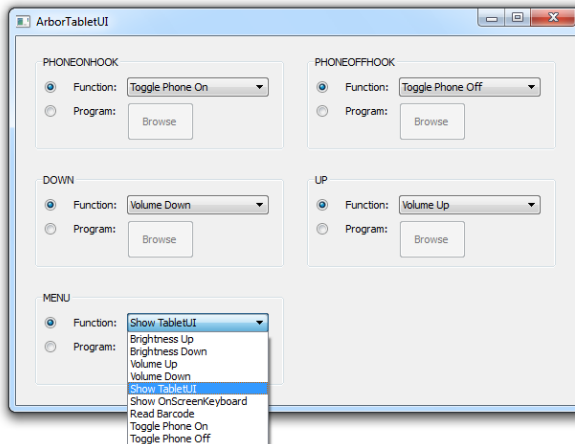 ArborTabletUI
PHONEONHOOK
Function: Toggle Phone On
Program: Browse
PHONEOFFHOOK
Function: Toggle Phone Off
Program: Browse
DOWN
Function: Volume Down
Program: Browse
UP
Function: Volume Up
Program: Browse
MENU
Function: Show TabletUI
Program:
Brightness Up
Brightness Down
Volume Up
Volume Down
Show TabletUI
Show OnScreenKeyboard
Read Barcode
Toggle Phone On
Toggle Phone Off